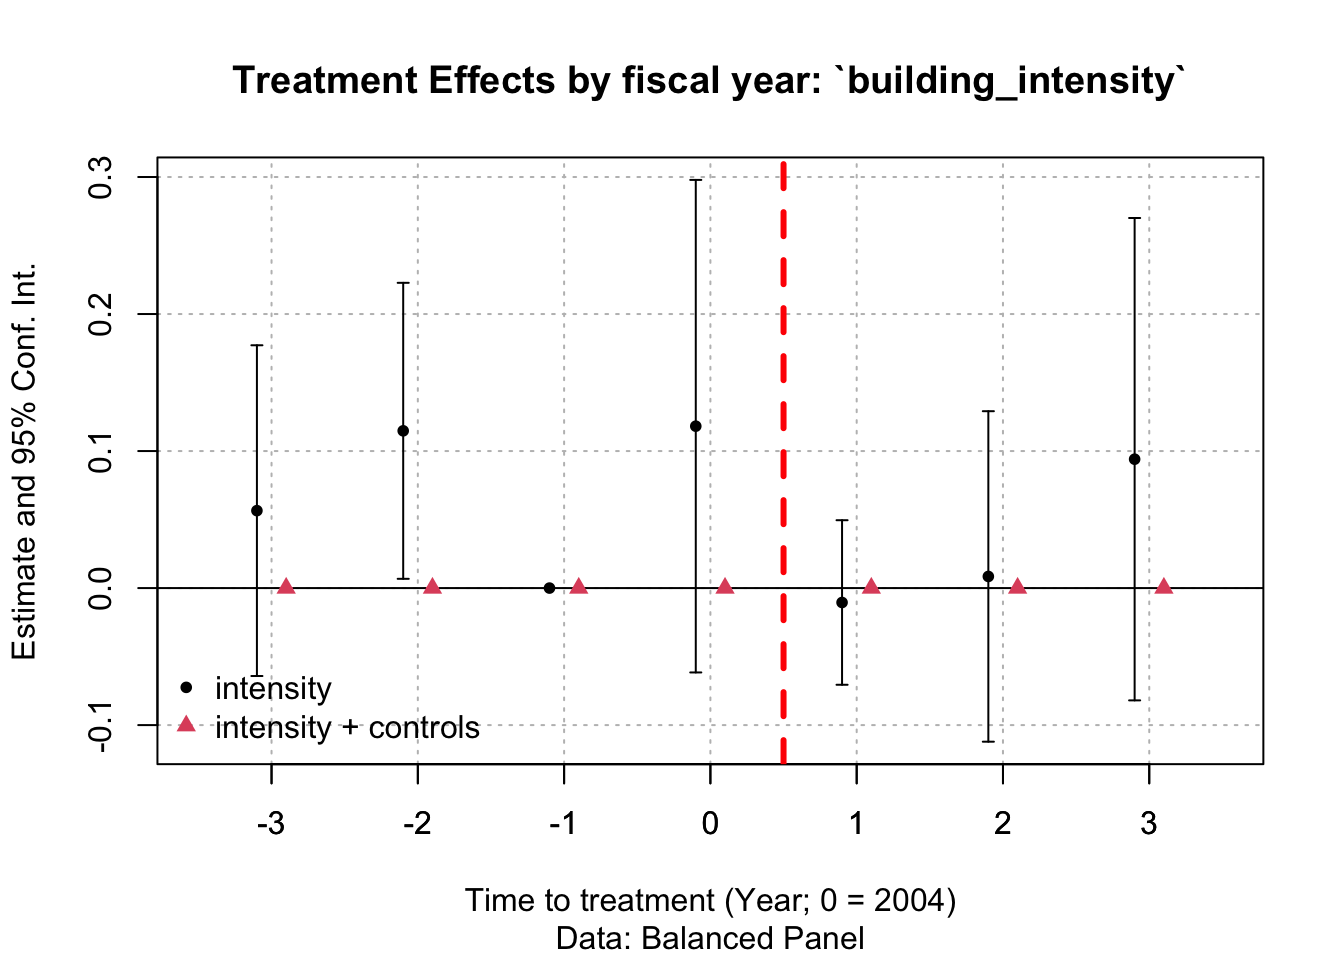 Treatment Effects by fiscal year: `building_intensity`
Estimate and 95% Conf. Int.
0.3
0.2
0.1
0.0
-0.1
intensity
intensity + controls
-3 -2 -1 0 1 2 3
Time to treatment (Year; 0 = 2004)
Data: Balanced Panel